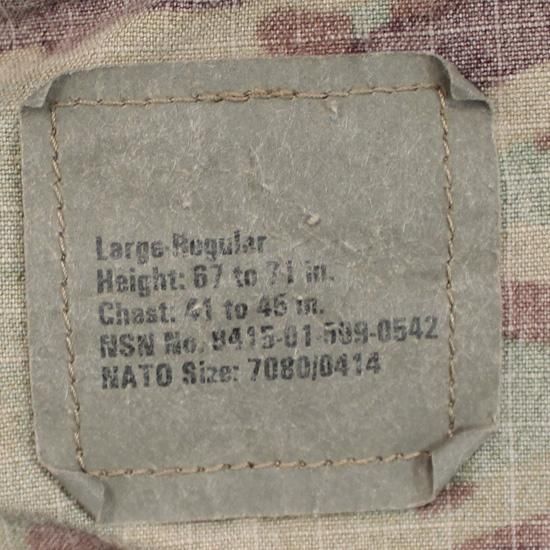 Large-Regular
Height: 67 to 71 in.
Chest: 41 to 45 in.
NSN No. 8415-01-599-0542
NATO Size: 7080/0414